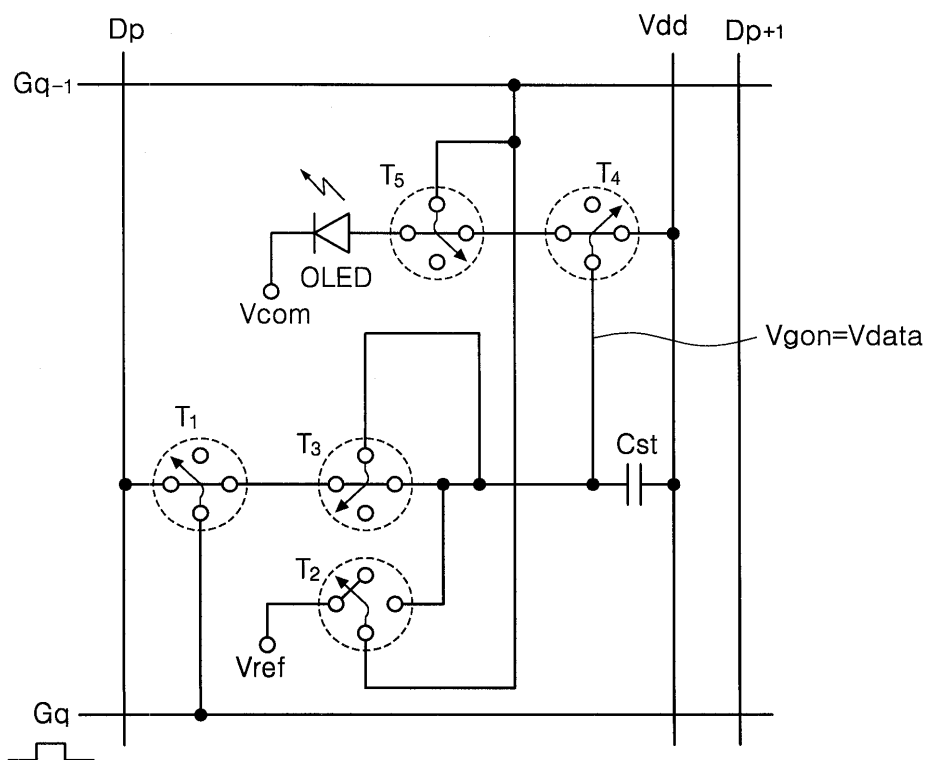 Dp
Vdd
Dp+1
Gq-1
T5
T4
OLED
Vcom
Vgon=Vdata
T1
T3
Cst
T2
Vref
Gq